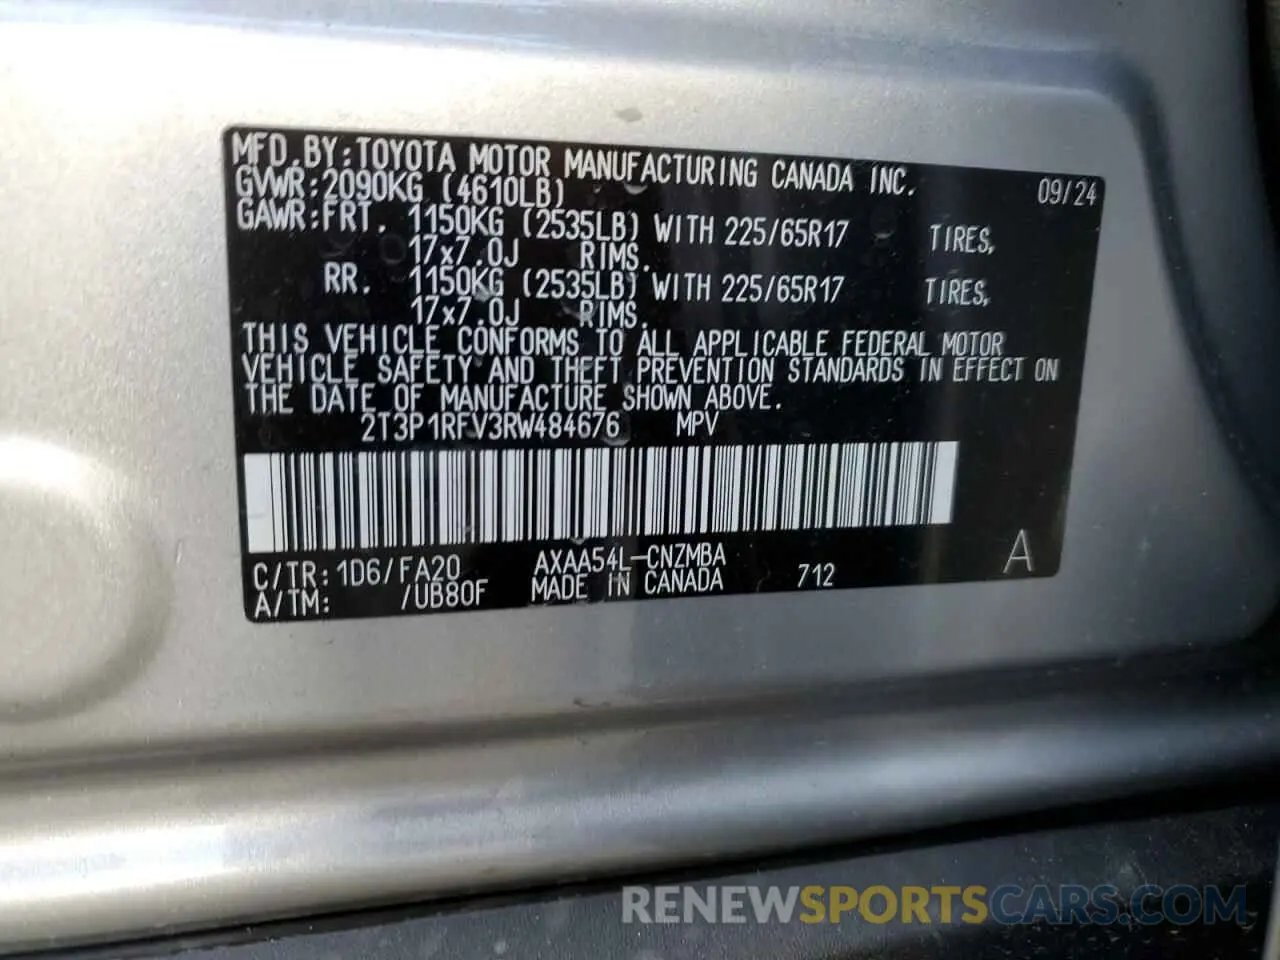 MFD.BY:TOYOTA MOTOR MANUFACTURING CANADA INC. 09/24
GVWR:2090KG (4610LB)
GAWR:FRT. 1150KG (2535LB) WITH 225/65R17 TIRES,
17x7.0J RIMS.
RR. 1150KG (2535LB) WITH 225/65R17 TIRES,
17x7.0J RIMS.
THIS VEHICLE CONFORMS TO ALL APPLICABLE FEDERAL MOTOR
VEHICLE SAFETY AND THEFT PREVENTION STANDARDS IN EFFECT ON
THE DATE OF MANUFACTURE SHOWN ABOVE.
2T3P1RFV3RW484676 MPV
C/TR:1D6/FA20 AXAA54L-CNZMBA
A/TM: /UB80F MADE IN CANADA 712 A
RENEWSPORTSCARS.COM